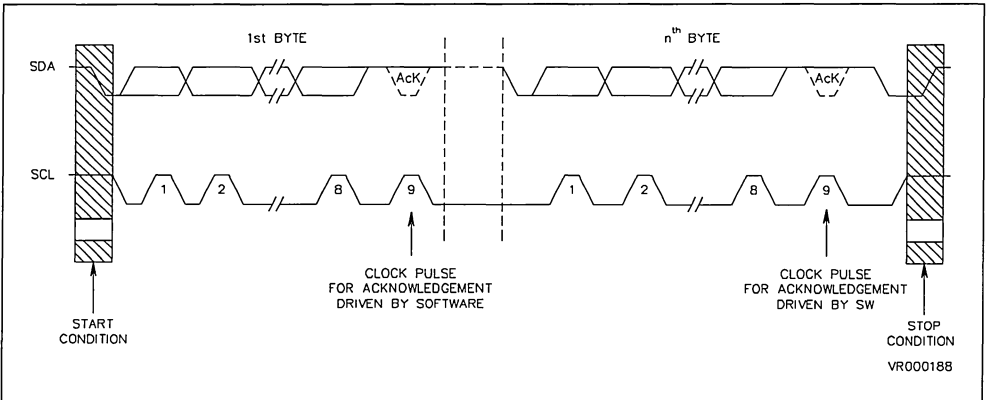 1st BYTE
nth BYTE
SDA
AcK
AcK
SCL
1
2
8
9
1
2
8
9
CLOCK PULSE
FOR ACKNOWLEDGEMENT
DRIVEN BY SOFTWARE
CLOCK PULSE
FOR ACKNOWLEDGEMENT
DRIVEN BY SW
START
CONDITION
STOP
CONDITION
VR000188